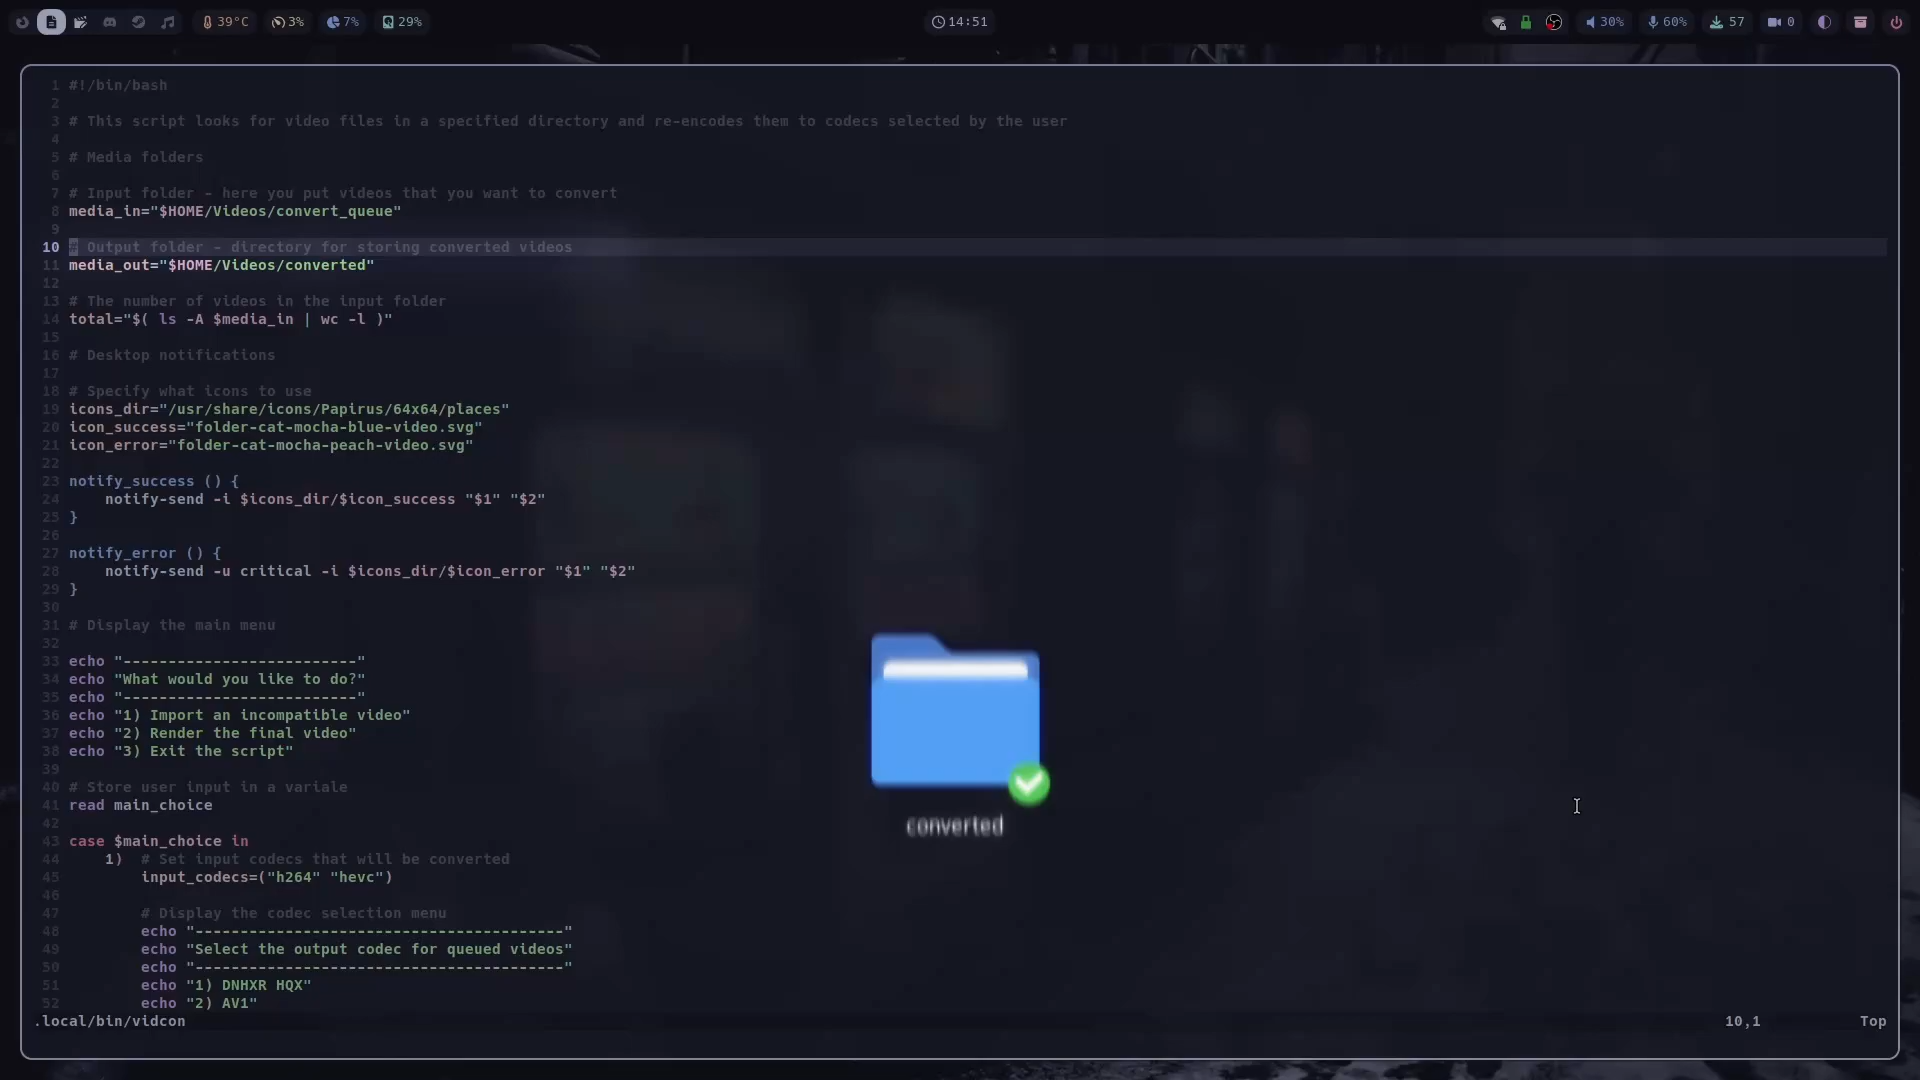 39°C 3% 7% 29% 14:51 30% 60% 57 0
1 #!/bin/bash
2
3 # This script looks for video files in a specified directory and re-encodes them to codecs selected by the user
4
5 # Media folders
6
7 # Input folder - here you put videos that you want to convert
8 media_in="$HOME/Videos/convert_queue"
9
10 # Output folder - directory for storing converted videos
11 media_out="$HOME/Videos/converted"
12
13 # The number of videos in the input folder
14 total="$( ls -A $media_in | wc -l )"
15
16 # Desktop notifications
17
18 # Specify what icons to use
19 icons_dir="/usr/share/icons/Papirus/64x64/places"
20 icon_success="folder-cat-mocha-blue-video.svg"
21 icon_error="folder-cat-mocha-peach-video.svg"
22
23 notify_success () {
24     notify-send -i $icons_dir/$icon_success "$1" "$2"
25 }
26
27 notify_error () {
28     notify-send -u critical -i $icons_dir/$icon_error "$1" "$2"
29 }
30
31 # Display the main menu
32
33 echo "--------------------------"
34 echo "What would you like to do?"
35 echo "--------------------------"
36 echo "1) Import an incompatible video"
37 echo "2) Render the final video"
38 echo "3) Exit the script"
39
40 # Store user input in a variale
41 read main_choice
42
43 case $main_choice in
44     1)  # Set input codecs that will be converted
45         input_codecs=("h264" "hevc")
46
47         # Display the codec selection menu
48         echo "-----------------------------------------"
49         echo "Select the output codec for queued videos"
50         echo "-----------------------------------------"
51         echo "1) DNHXR HQX"
52         echo "2) AV1"
converted
.local/bin/vidcon 10,1 Top